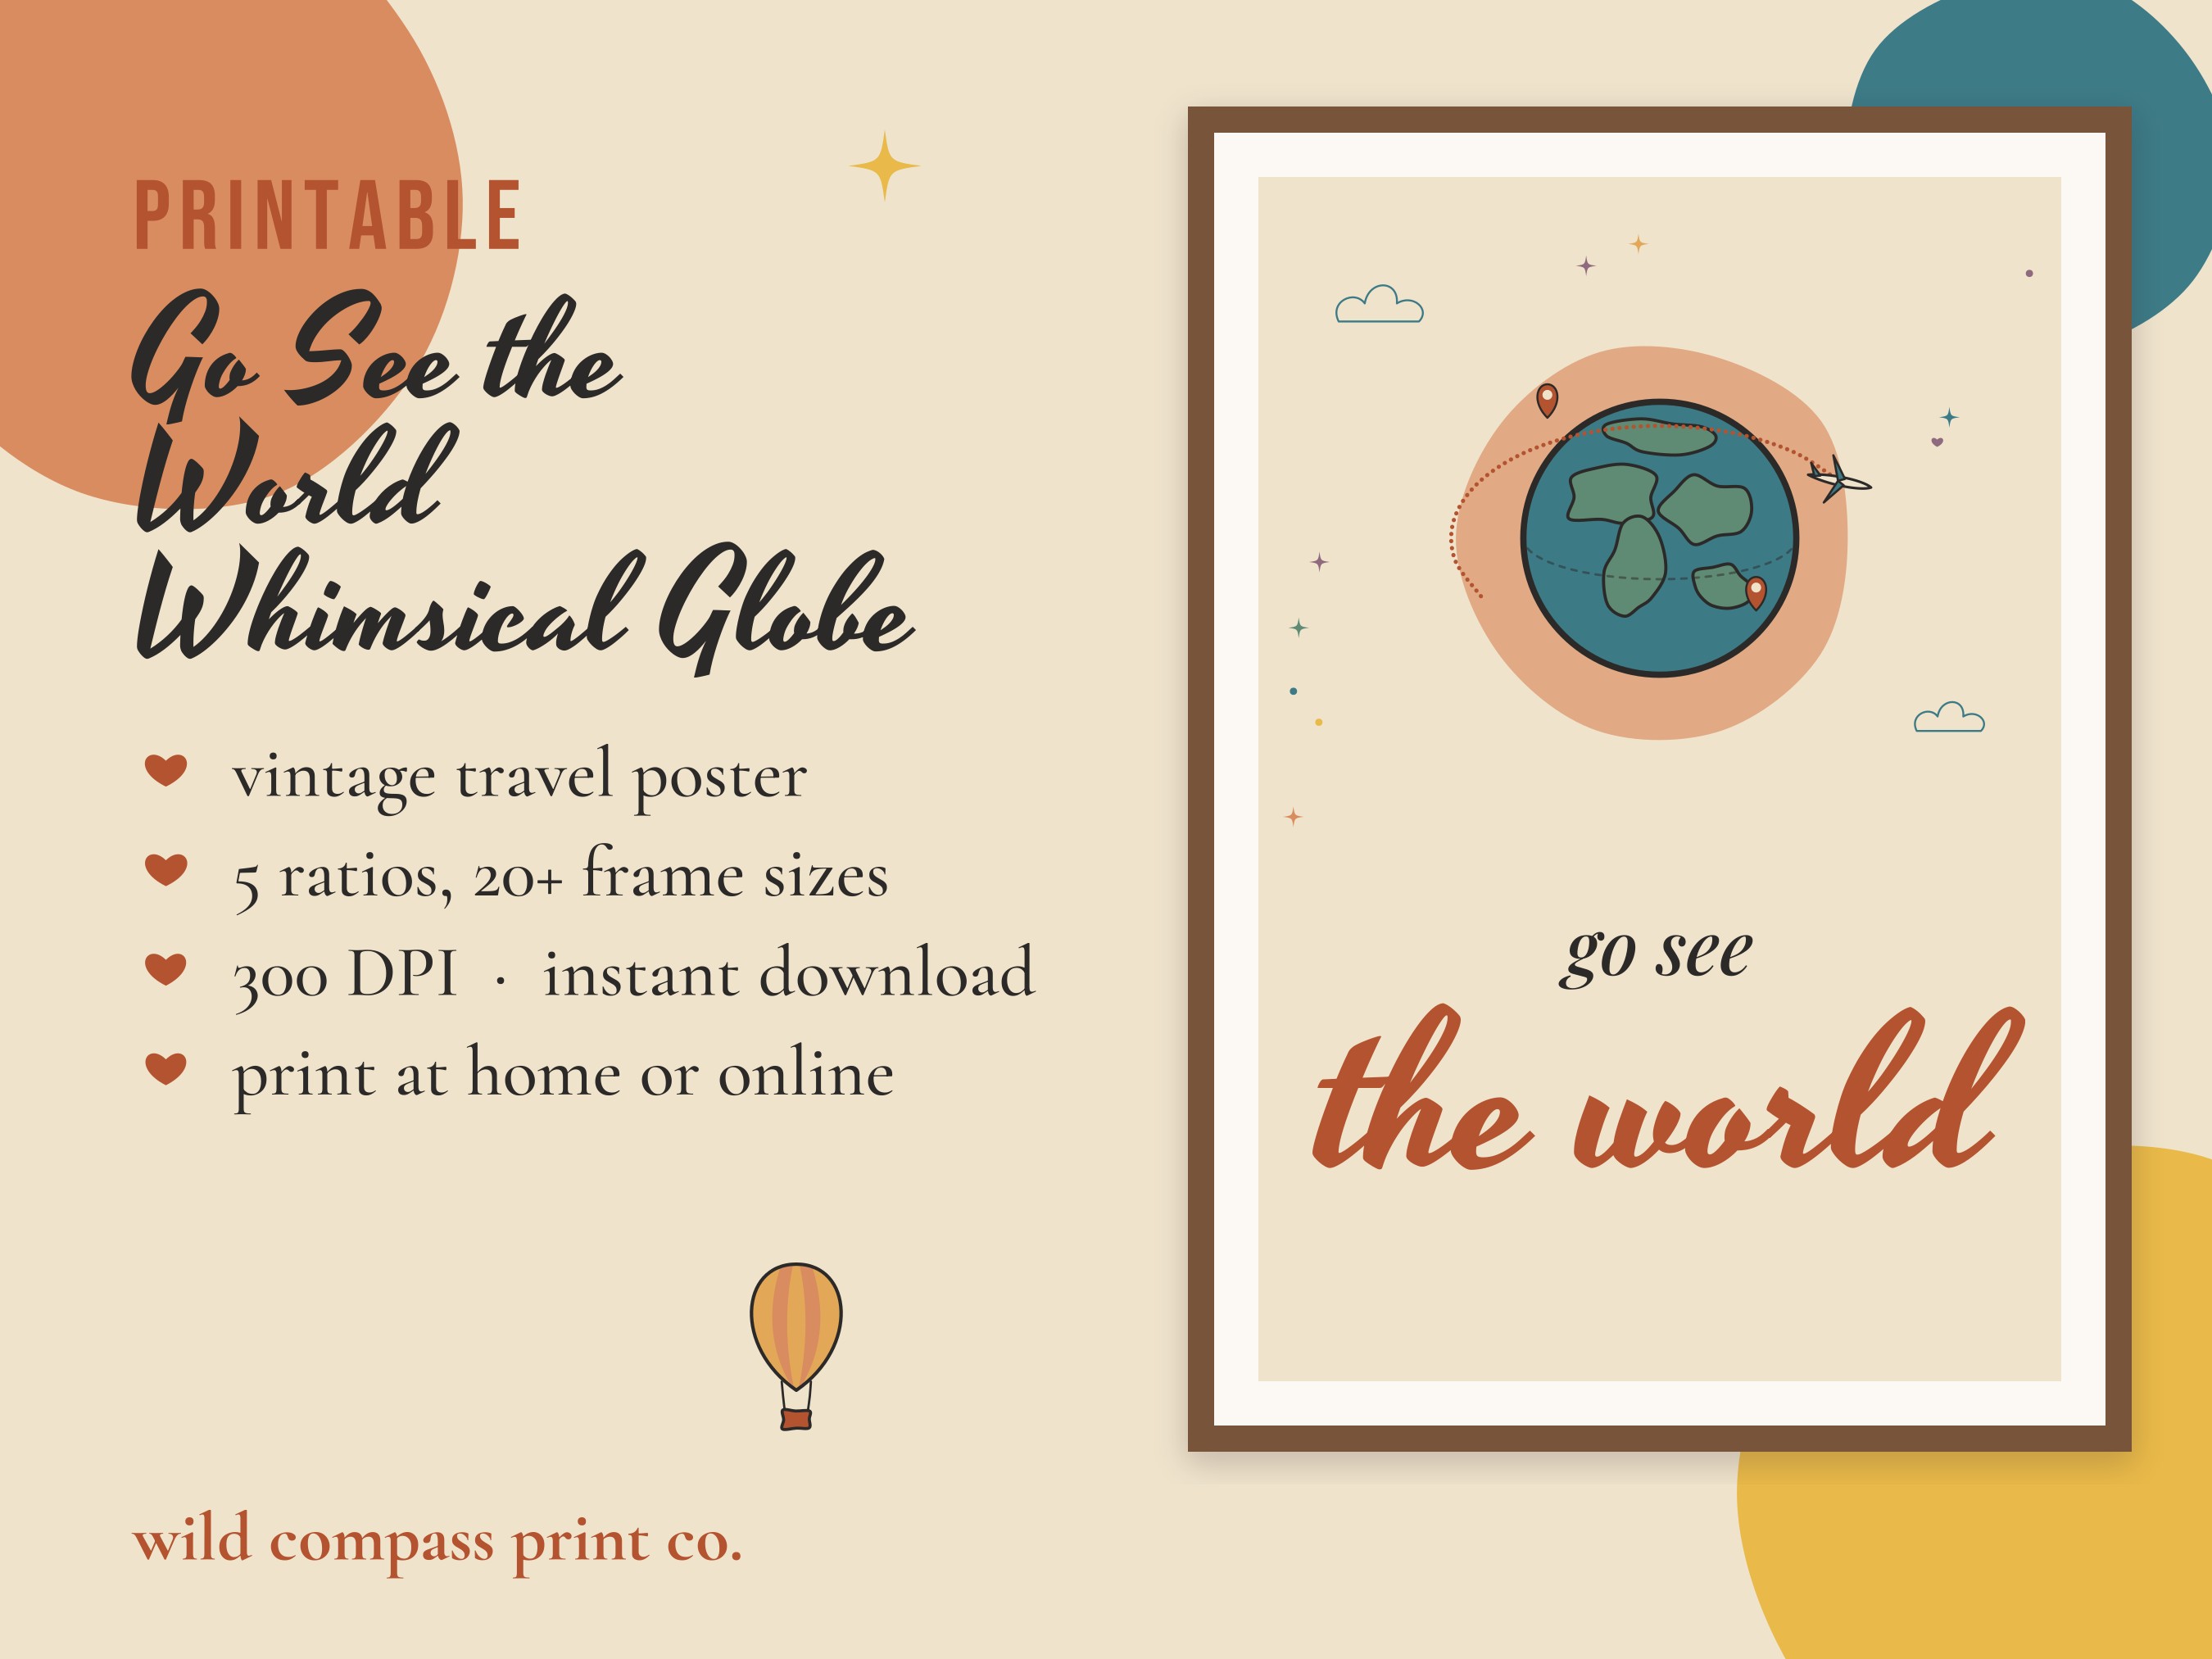 PRINTABLE
Go See the
World
Whimsical Globe
vintage travel poster
5 ratios, 20+ frame sizes
300 DPI · instant download
print at home or online
wild compass print co.
go see
the world